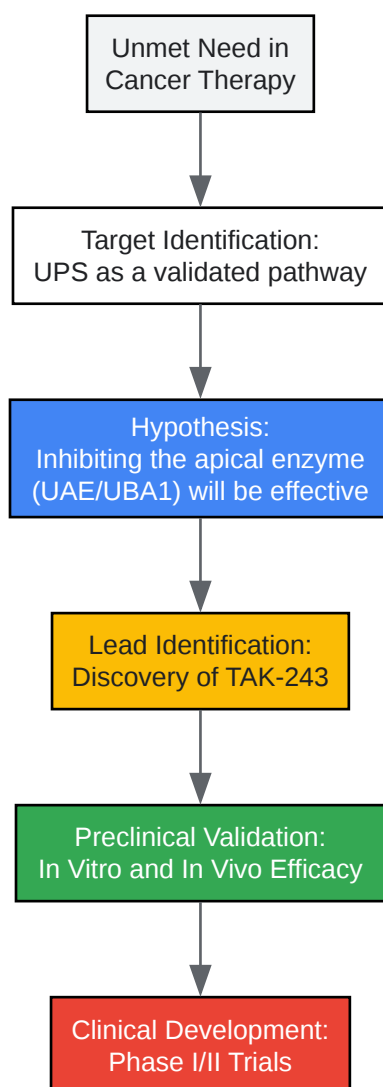 Unmet Need in
Cancer Therapy
Target Identification:
UPS as a validated pathway
Hypothesis:
Inhibiting the apical enzyme
(UAE/UBA1) will be effective
Lead Identification:
Discovery of TAK-243
Preclinical Validation:
In Vitro and In Vivo Efficacy
Clinical Development:
Phase I/II Trials